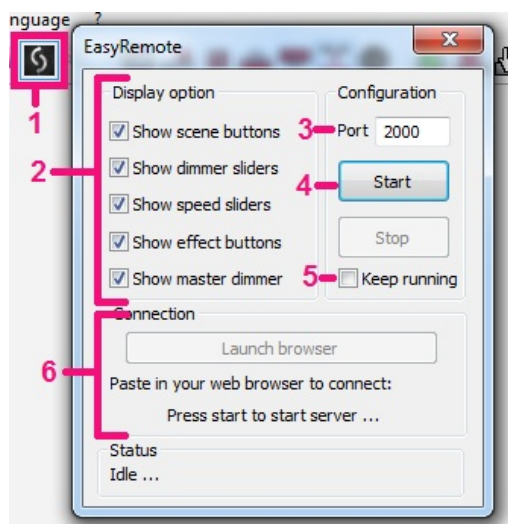 nguage ?
EasyRemote
1
Display option
Configuration
Show scene buttons
3
Port 2000
2
Show dimmer sliders
4
Start
Show speed sliders
Show effect buttons
Stop
Show master dimmer
5
Keep running
Connection
Launch browser
6
Paste in your web browser to connect:
Press start to start server ...
Status
Idle ...